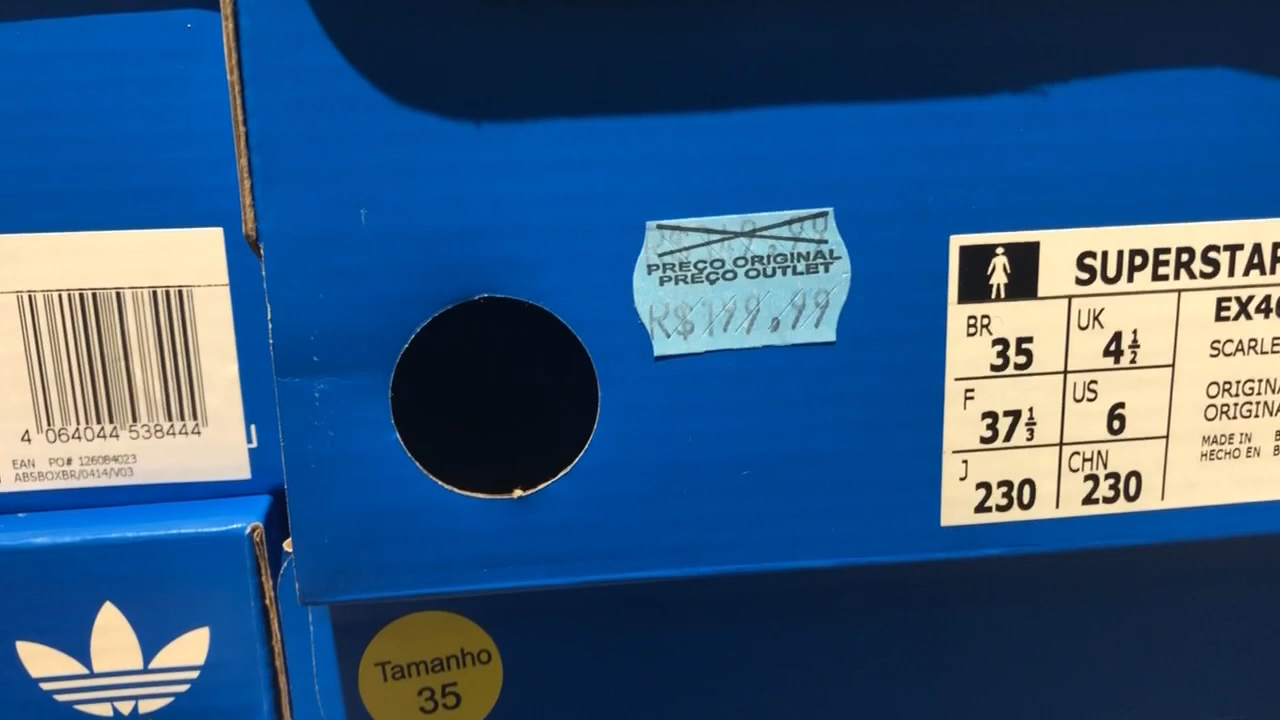 4 064044 538444
EAN PO# 126084023
ABSBOXBR/0414/V03
PREÇO ORIGINAL
PREÇO OUTLET
R$ 199.99
SUPERSTAR
BR 35
UK 4½
F 37⅓
US 6
J 230
CHN 230
EX40
SCARLE
ORIGINA
ORIGINA
MADE IN B
HECHO EN B
Tamanho
35